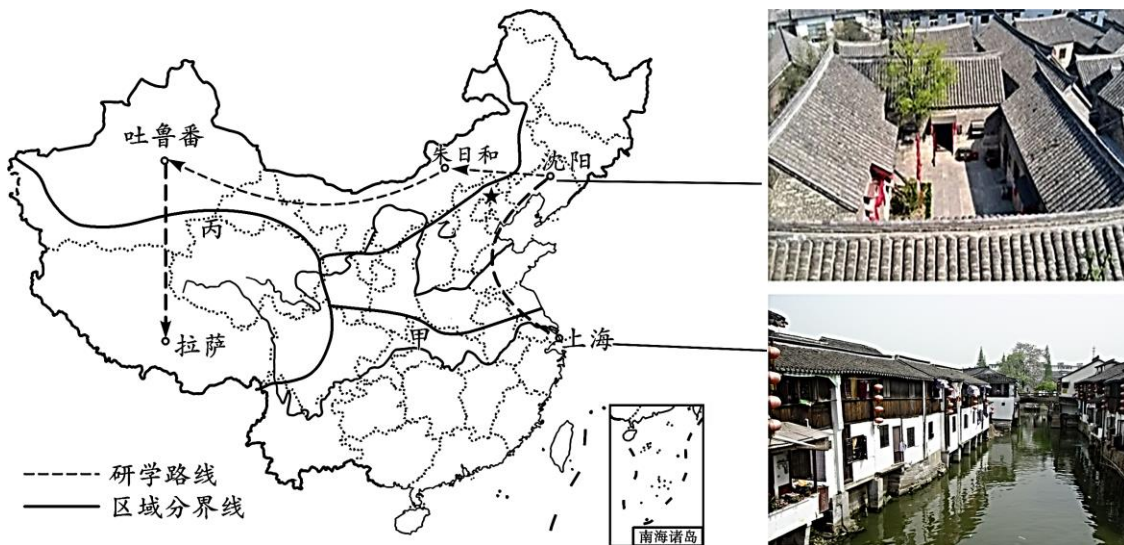 吐鲁番
朱日和
沈阳
丙
乙
拉萨
甲
上海
研学路线
区域分界线
南海诸岛